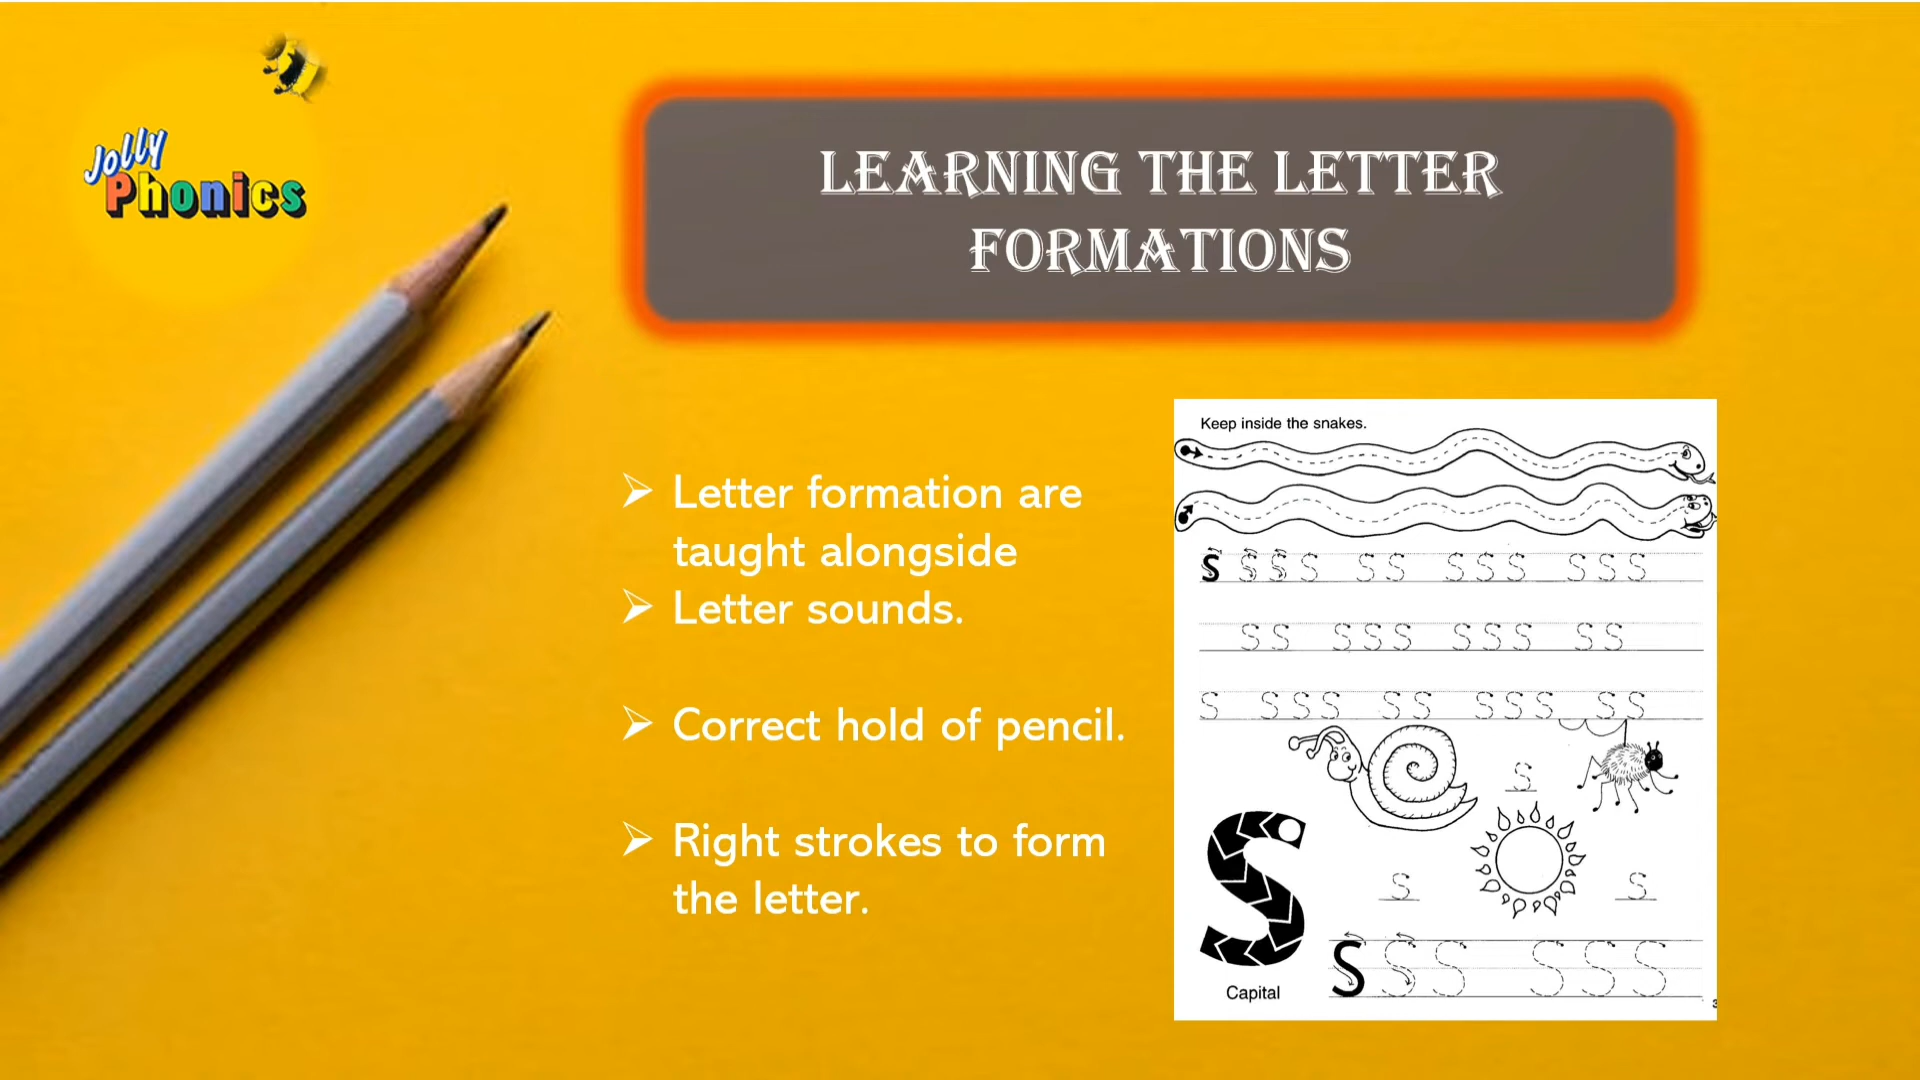 Jolly
Phonics
LEARNING THE LETTER
FORMATIONS
➢ Letter formation are
taught alongside
➢ Letter sounds.
➢ Correct hold of pencil.
➢ Right strokes to form
the letter.
Keep inside the snakes.
s s s s s s s s s s s s
s s s s s s s s s s
s s s s s s s s s s s
s
s s
S
S S S S S S
Capital